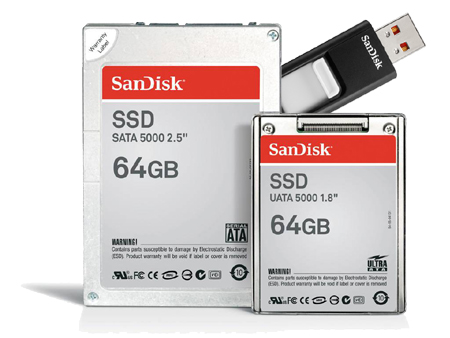 Warranty
Label
SanDisk
SSD
SATA 5000 2.5"
64GB
SERIAL
ATA
WARNING!
Contains parts susceptible to damage by Electrostatic Discharge
(ESD). Product warranty will be void if label or cover is removed
SanDisk
SanDisk
SSD
UATA 5000 1.8"
64GB
ULTRA
ATA
WARNING!
Contains parts susceptible to damage by Electrostatic Discharge
(ESD). Product warranty will be void if label or cover is removed